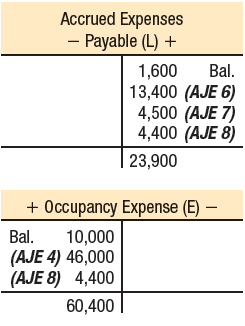 Accrued Expenses
− Payable (L) +
1,600 Bal.
13,400 (AJE 6)
4,500 (AJE 7)
4,400 (AJE 8)
23,900
+ Occupancy Expense (E) −
Bal. 10,000
(AJE 4) 46,000
(AJE 8) 4,400
60,400